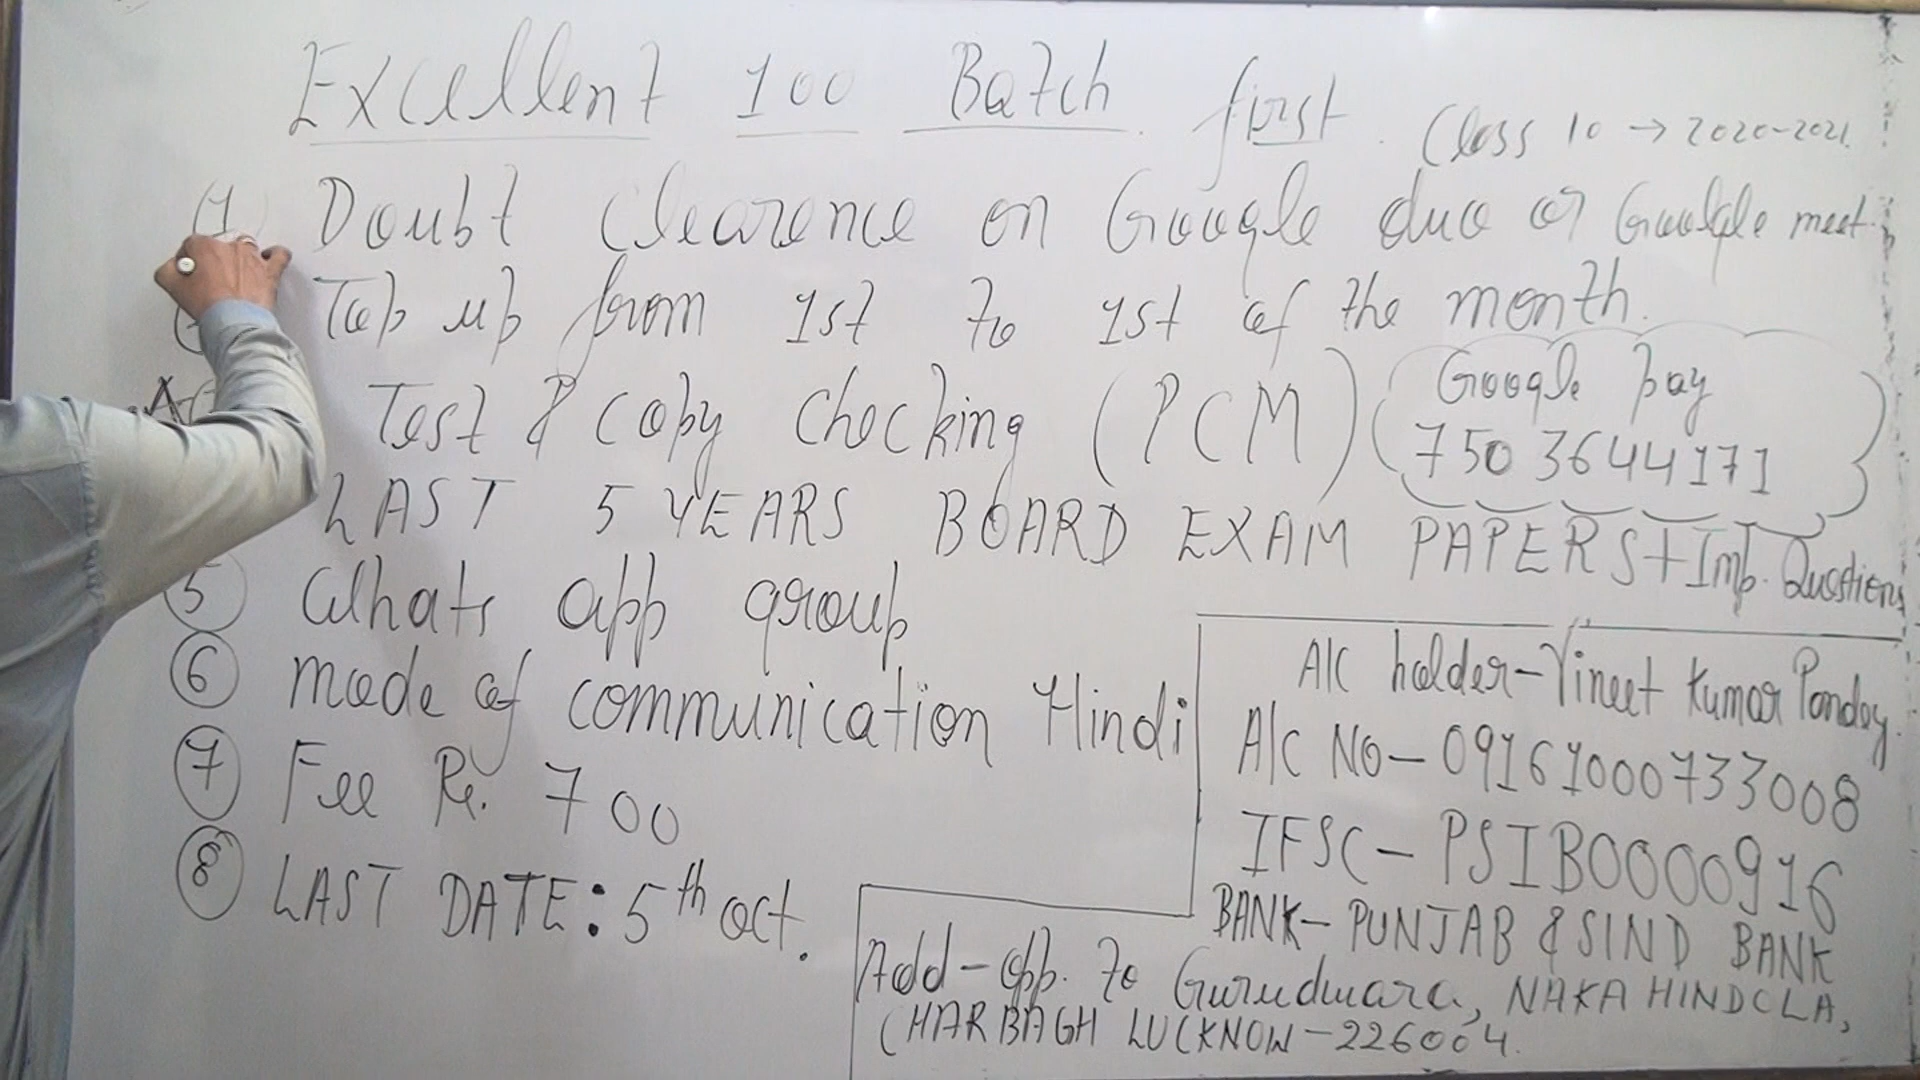 Excellent 100 Batch first. Class 10 → 2020-2021.
(1) Doubt Clearence on Google duo or Google meet.
Top up from 1st to 1st of the month.
Test & Copy Checking (PCM)
Google pay
7503644171
LAST 5 YEARS BOARD EXAM PAPERS + Imp. Questions
5 Whats app group
6 mode of communication Hindi
7 Fee Rs. 700
8 LAST DATE: 5th oct.
A/C holder - Vineet Kumar Pandey.
A/C NO - 09161000733008
IFSC - PSIB0000916
BANK - PUNJAB & SIND BANK
Add - opp. to Gurudwara, NAKA HINDOLA,
(HARBAGH LUCKNOW - 226004.